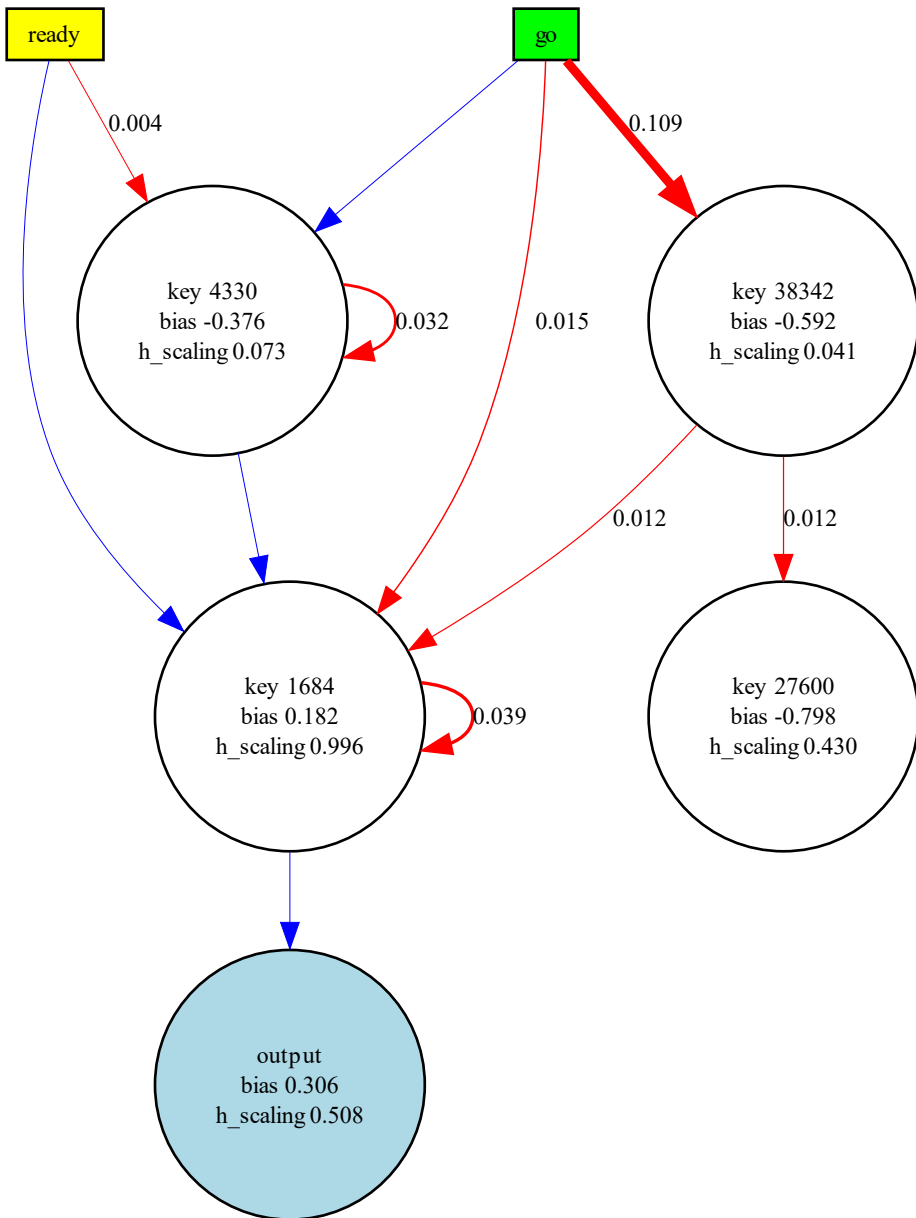 ready
go
0.004
0.109
key 4330
bias -0.376
h_scaling 0.073
0.032
0.015
key 38342
bias -0.592
h_scaling 0.041
0.012
0.012
key 1684
bias 0.182
h_scaling 0.996
0.039
key 27600
bias -0.798
h_scaling 0.430
output
bias 0.306
h_scaling 0.508